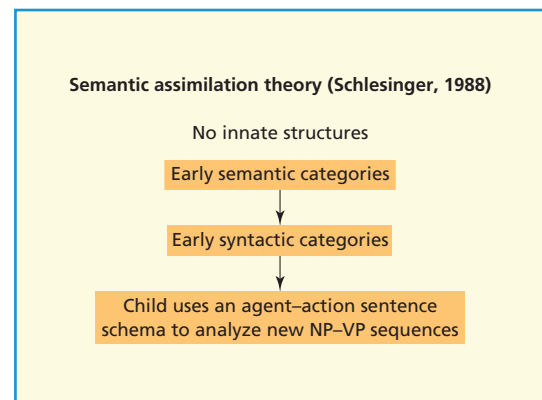 Semantic assimilation theory (Schlesinger, 1988)
No innate structures
Early semantic categories
Early syntactic categories
Child uses an agent–action sentence
schema to analyze new NP–VP sequences